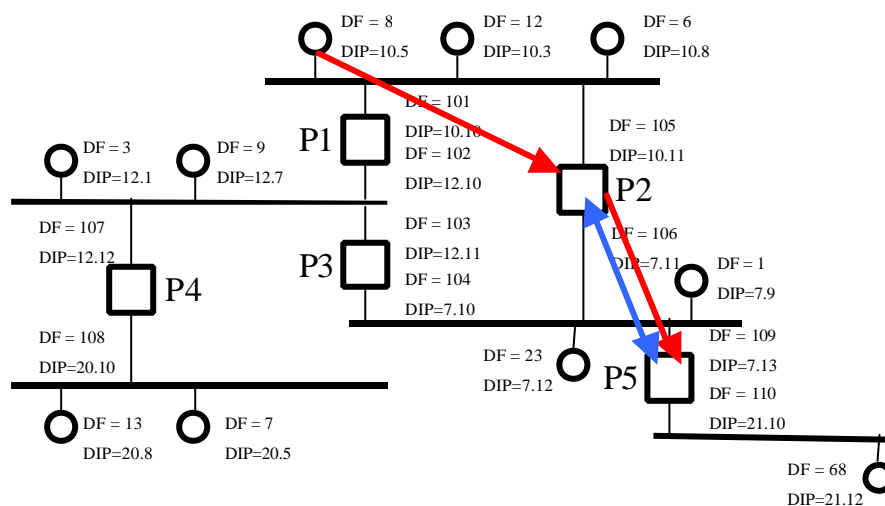 DF = 8
DIP=10.5
DF = 12
DIP=10.3
DF = 6
DIP=10.8
DF = 101
DIP=10.10
P1
DF = 102
DIP=12.10
DF = 105
DIP=10.11
P2
DF = 3
DIP=12.1
DF = 9
DIP=12.7
DF = 107
DIP=12.12
P4
DF = 108
DIP=20.10
DF = 103
DIP=12.11
P3
DF = 104
DIP=7.10
DF = 106
DIP=7.11
DF = 1
DIP=7.9
DF = 23
DIP=7.12
P5
DF = 109
DIP=7.13
DF = 110
DIP=21.10
DF = 13
DIP=20.8
DF = 7
DIP=20.5
DF = 68
DIP=21.12